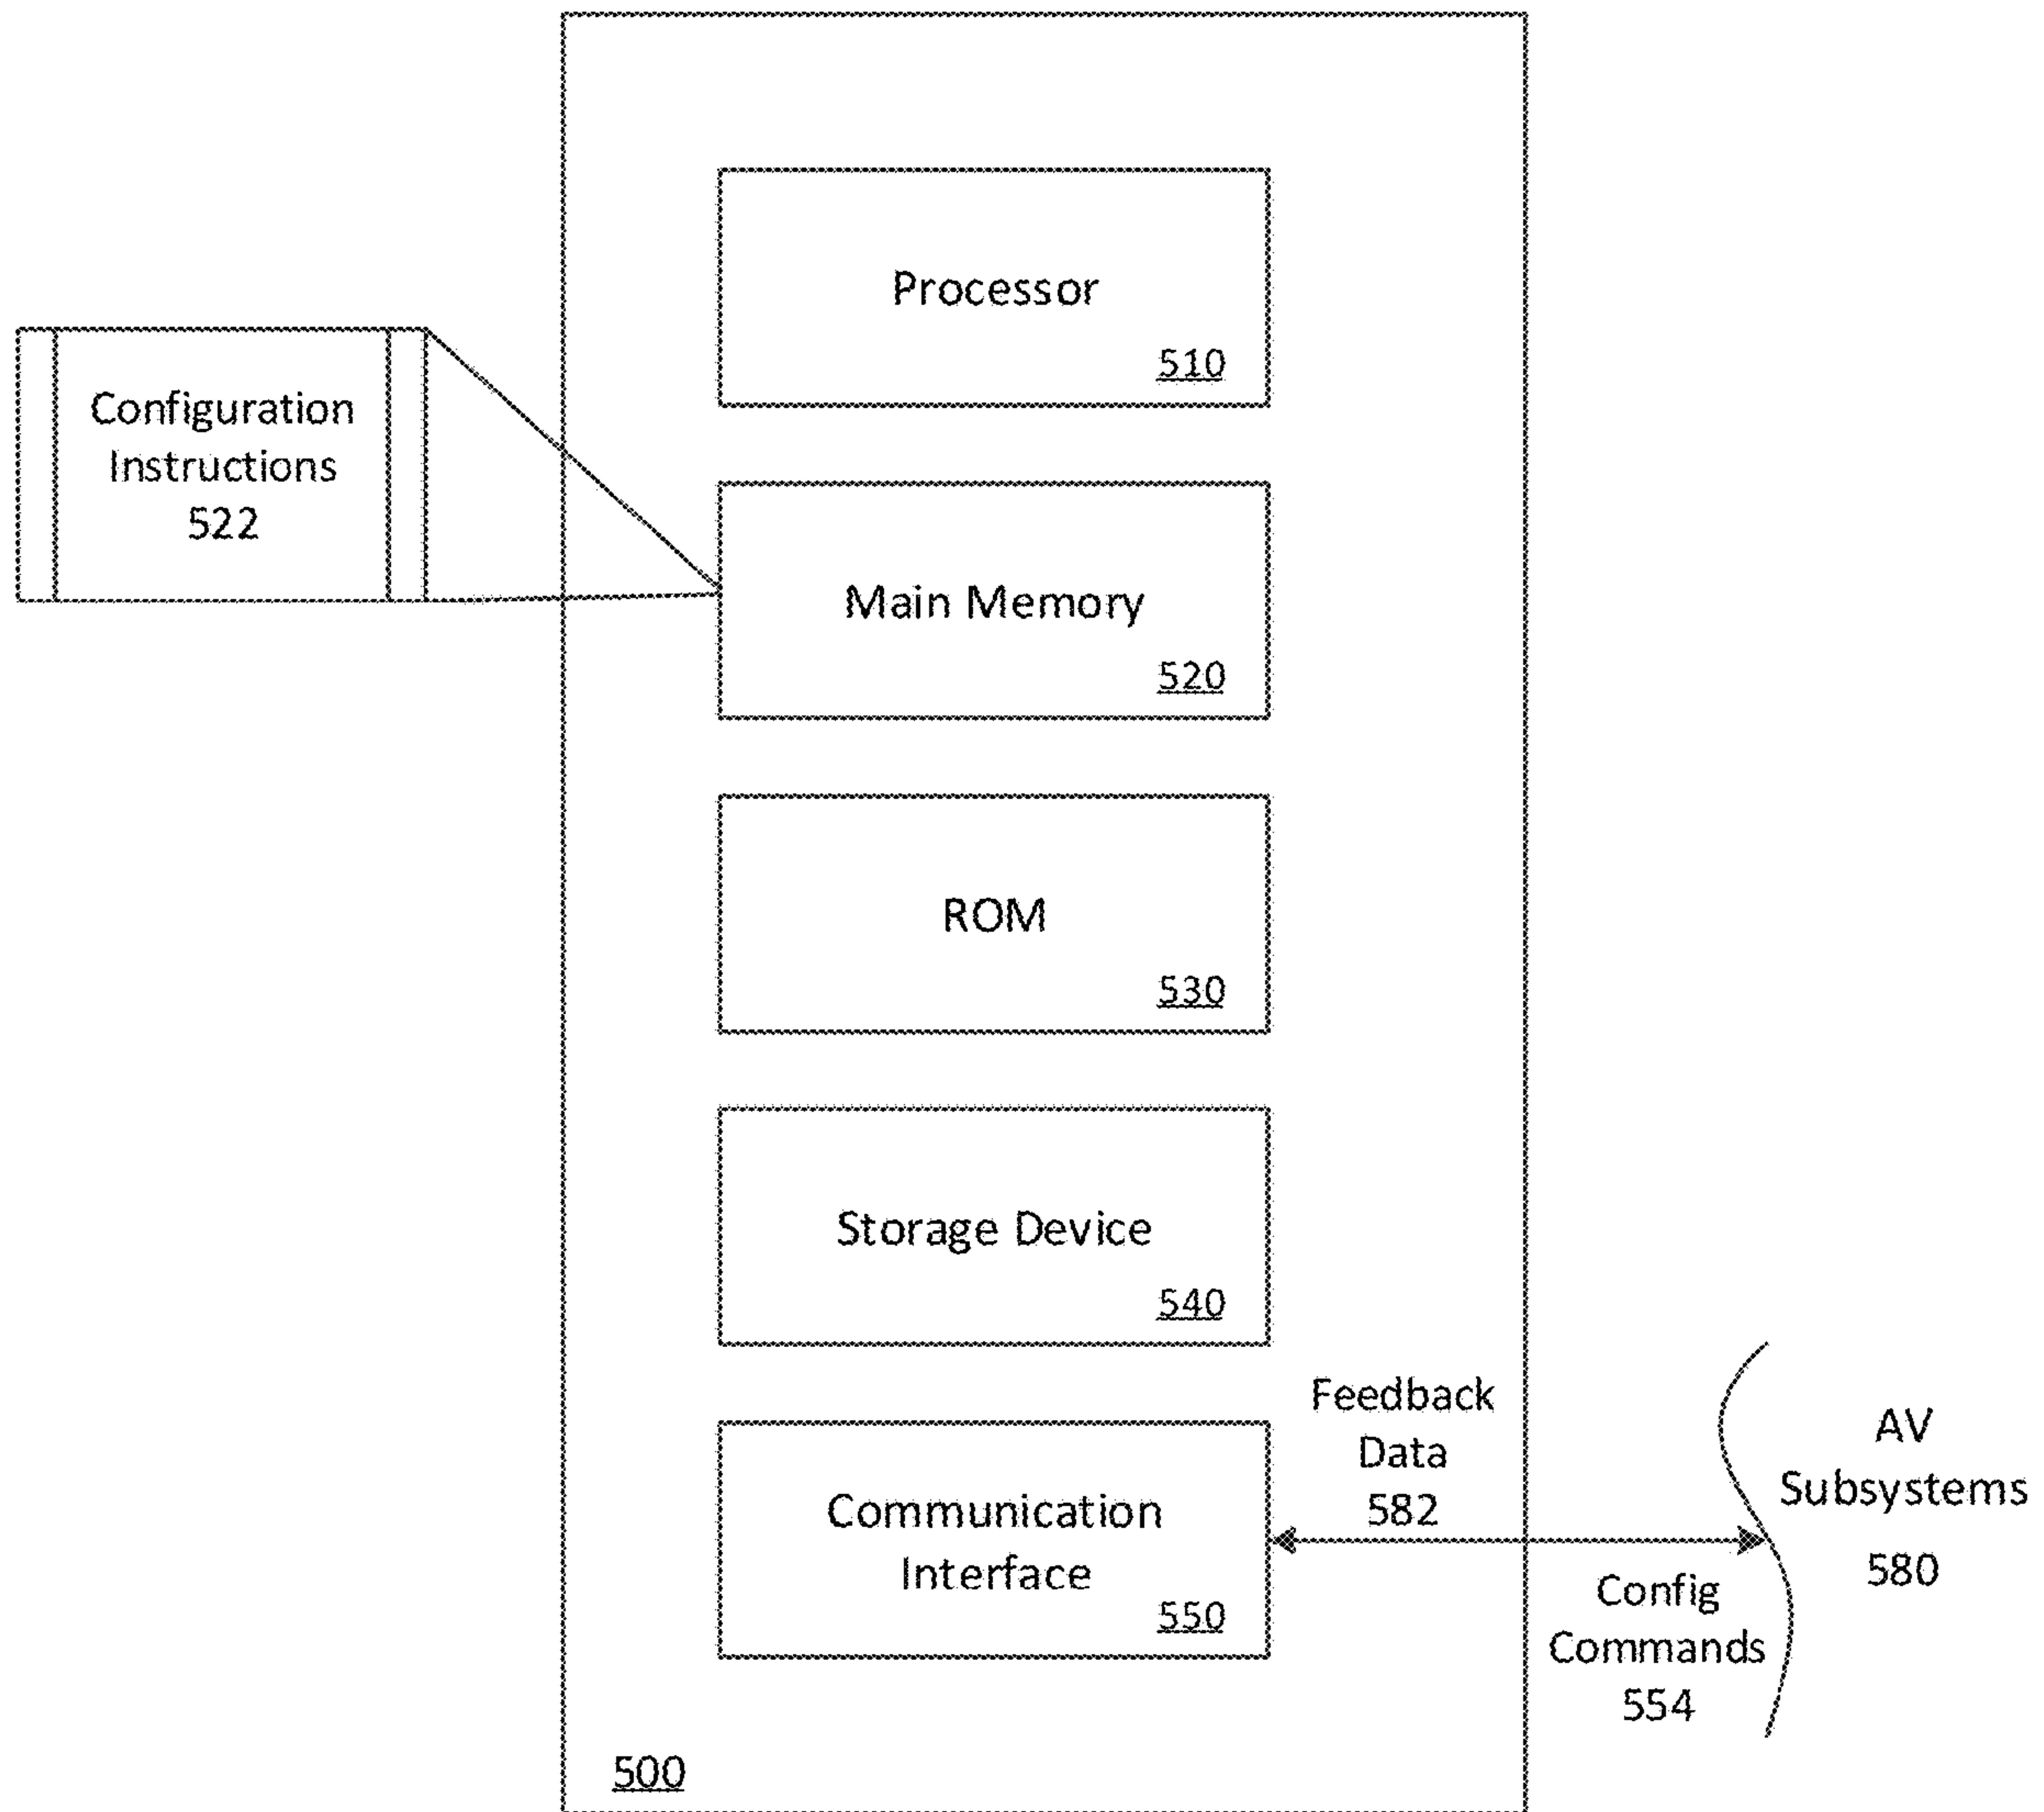 Processor
510
Configuration
Instructions
522
Main Memory
520
ROM
530
Storage Device
540
Feedback
Data
582
AV
Subsystems
580
Communication
Interface
550
Config
Commands
554
500